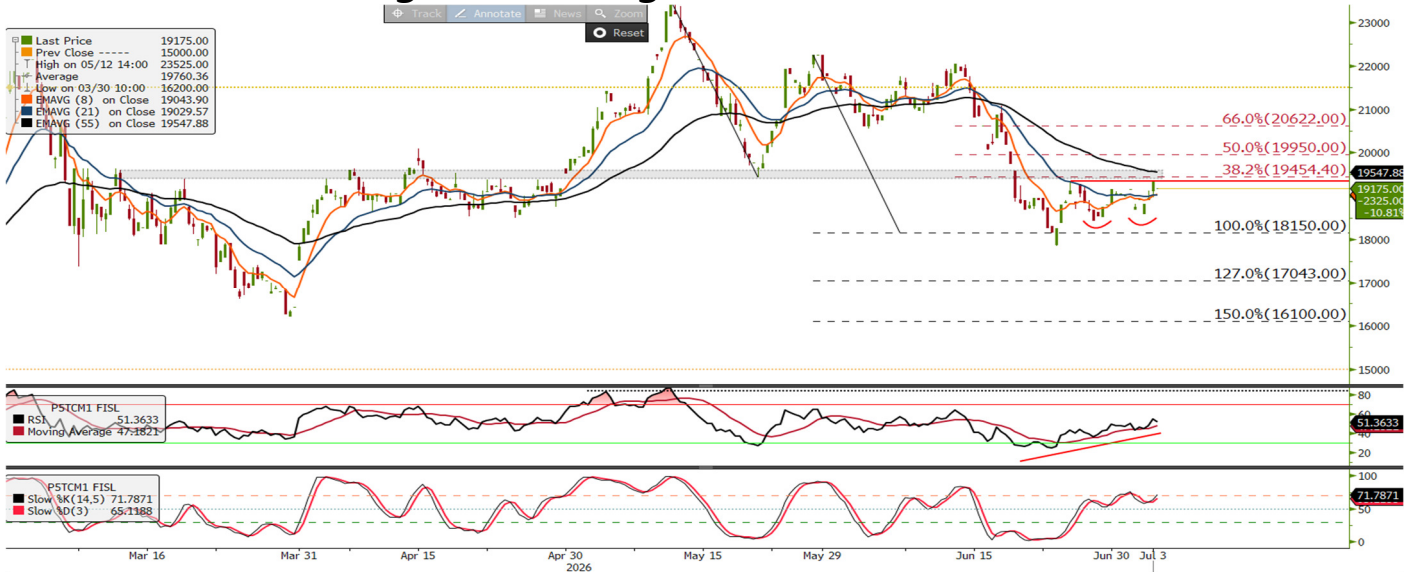 Track Annotate News Zoom
Reset
Last Price 19175.00
Prev Close ----- 15000.00
High on 05/12 14:00 23525.00
Average 19760.36
Low on 03/30 10:00 16200.00
EMAVG (8) on Close 19043.90
EMAVG (21) on Close 19029.57
EMAVG (55) on Close 19547.88
23000
22000
21000
20000
19547.88
19175.00
-2325.00
-10.81%
18000
17000
16000
15000
66.0%(20622.00)
50.0%(19950.00)
38.2%(19454.40)
100.0%(18150.00)
127.0%(17043.00)
150.0%(16100.00)
P5TCM1 FISL
RSI 51.3633
Moving Average 47.1821
80
60
51.3633
40
20
P5TCM1 FISL
Slow %K(14,5) 71.7871
Slow %D(3) 65.1188
100
71.7871
50
0
Mar 16 Mar 31 Apr 15 Apr 30 May 15 May 29 Jun 15 Jun 30 Jul 3
2026